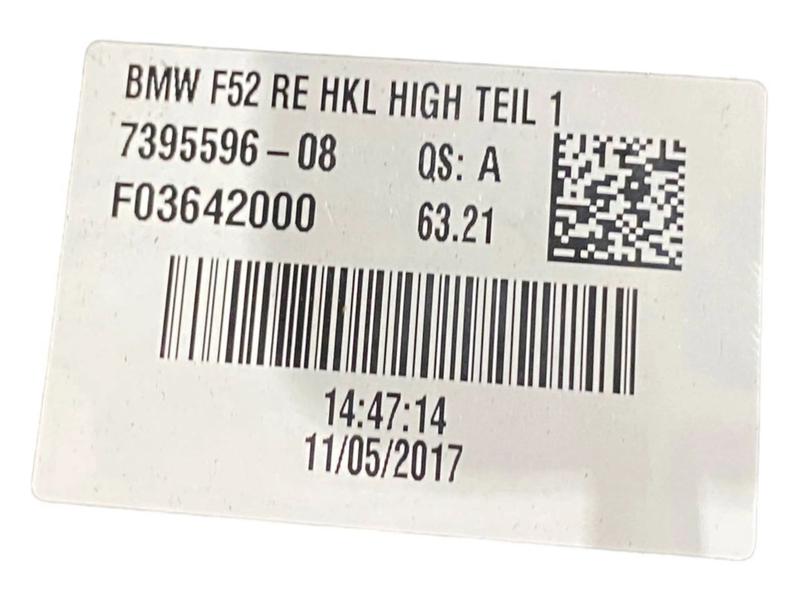 BMW F52 RE HKL HIGH TEIL 1
7395596-08 QS: A
F03642000 63.21
14:47:14
11/05/2017